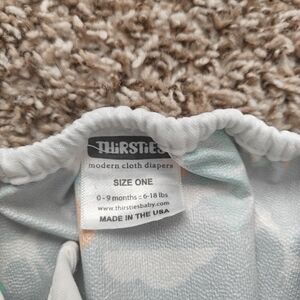 THIRSTIES
modern cloth diapers
SIZE ONE
0-9 months = 6-18 lbs
www.thirstiesbaby.com
MADE IN THE USA